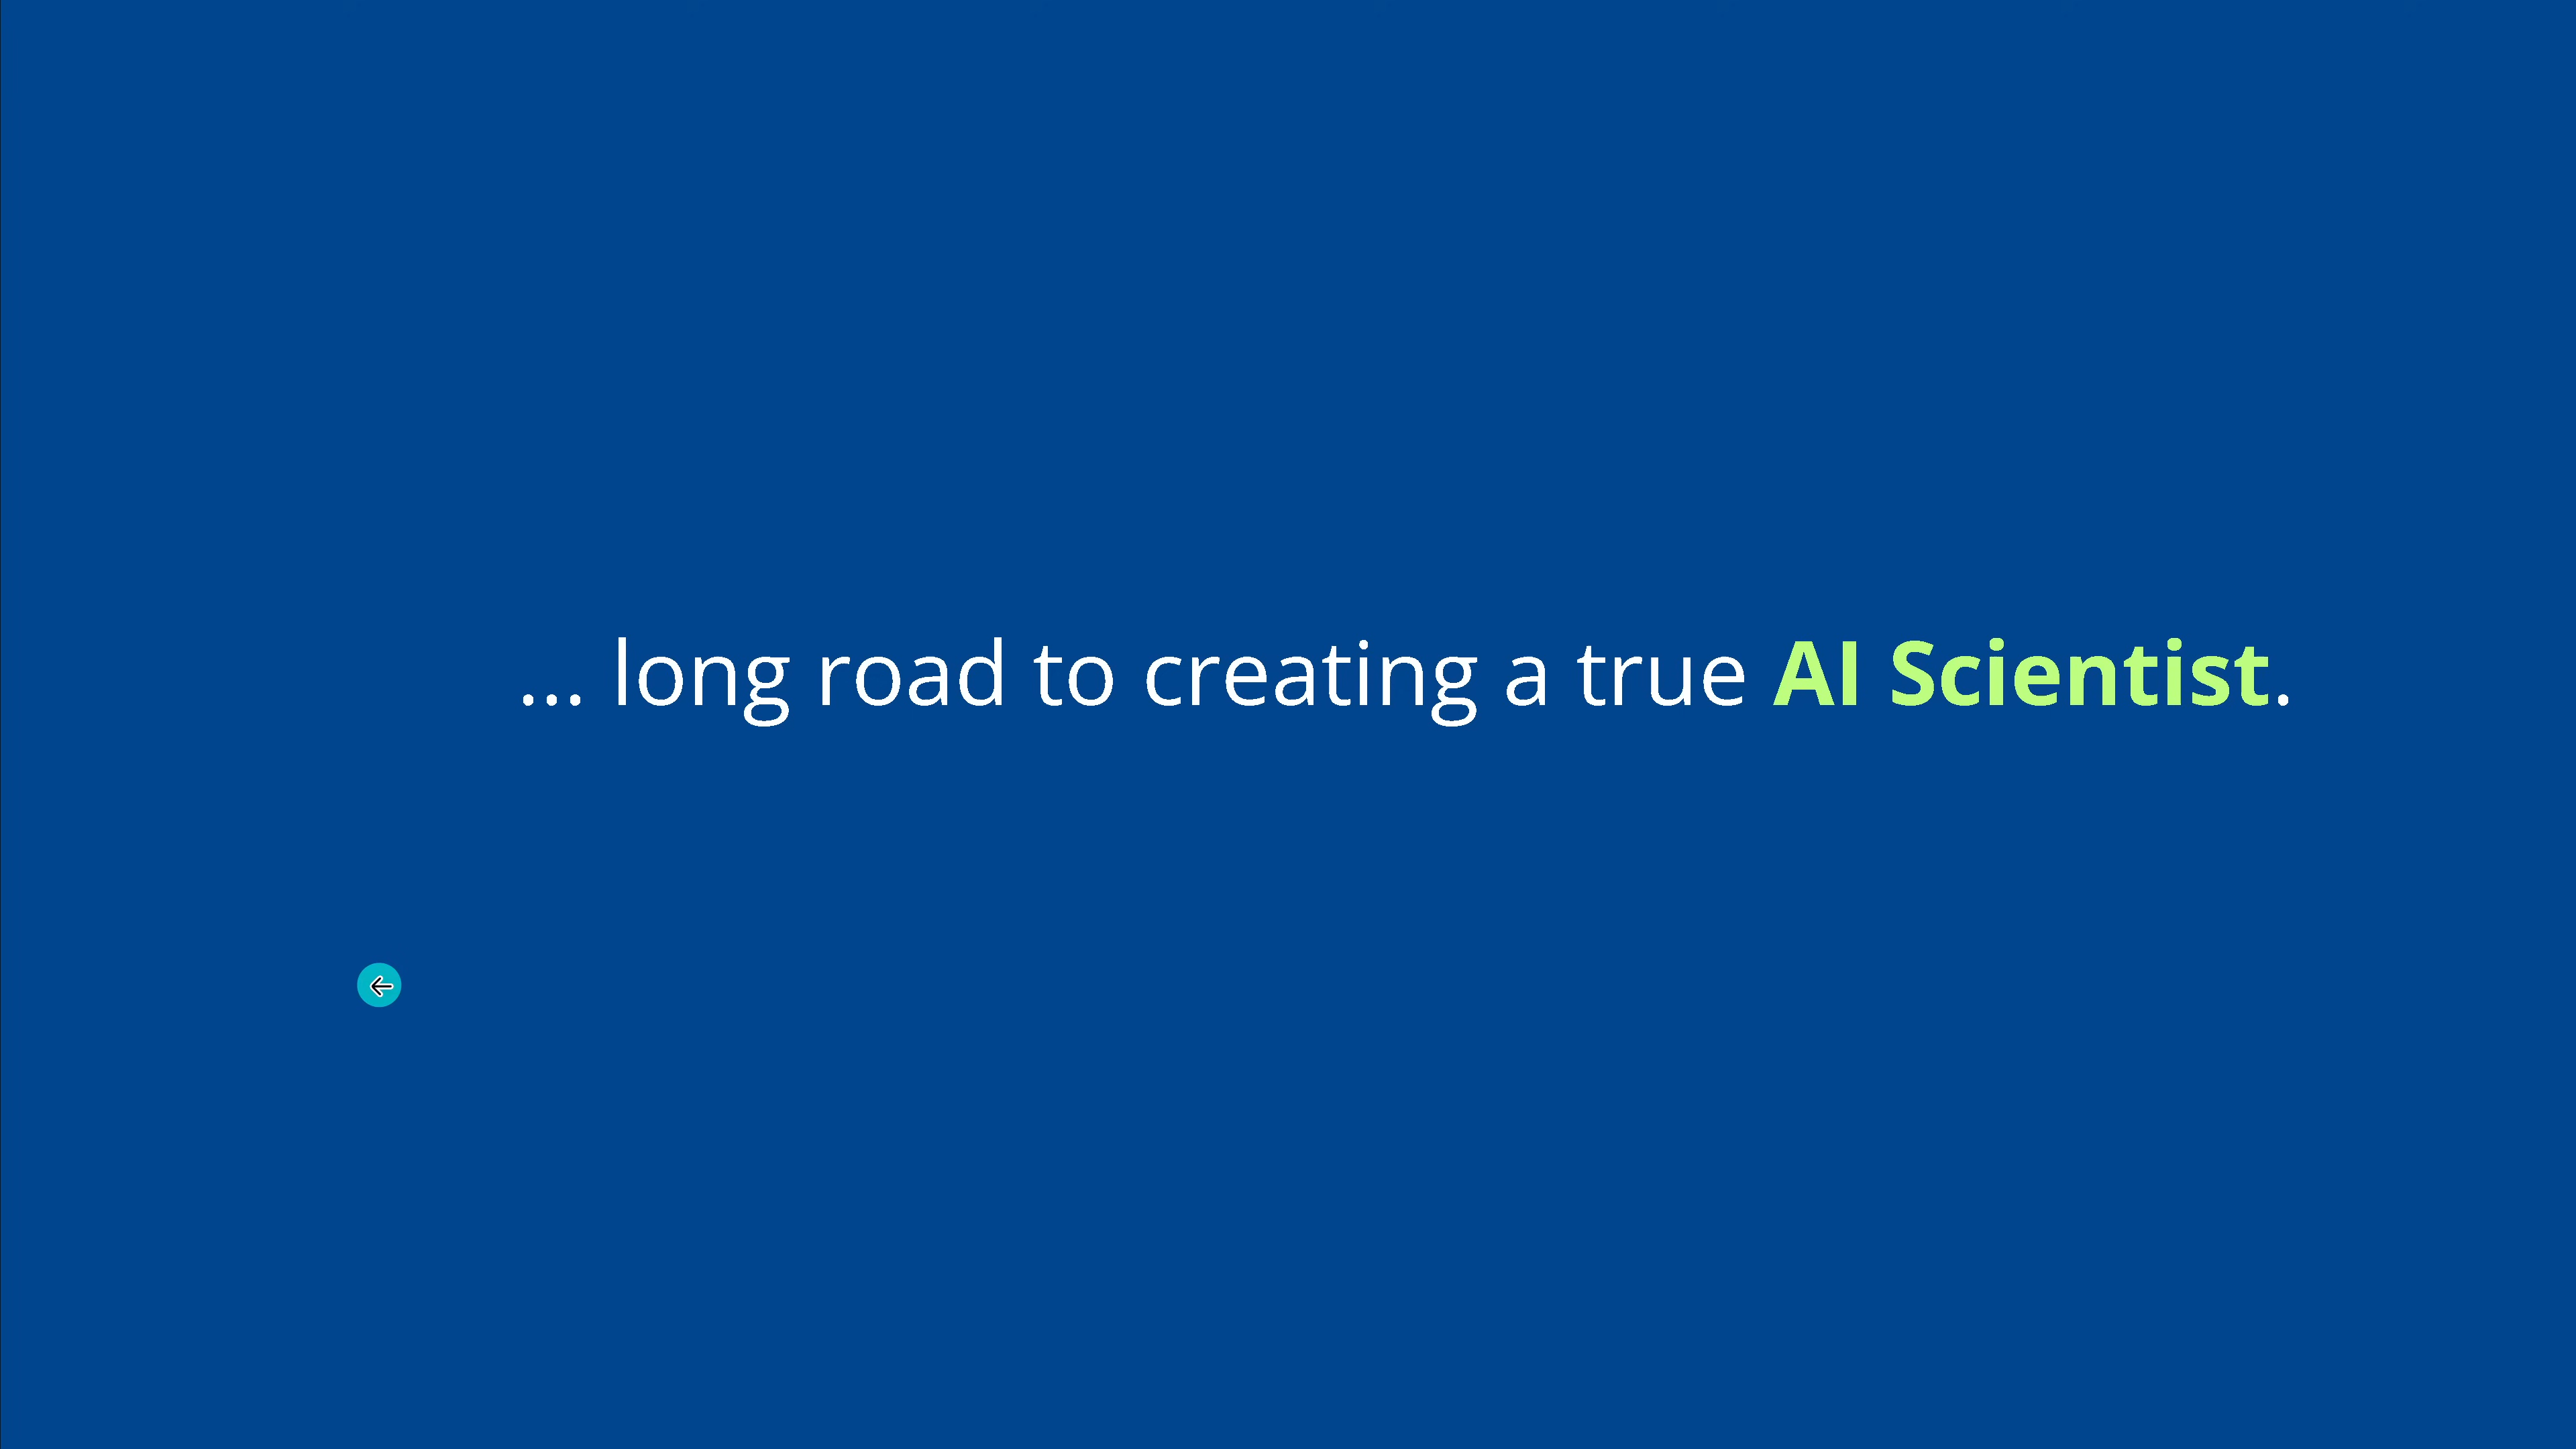 ... long road to creating a true AI Scientist.